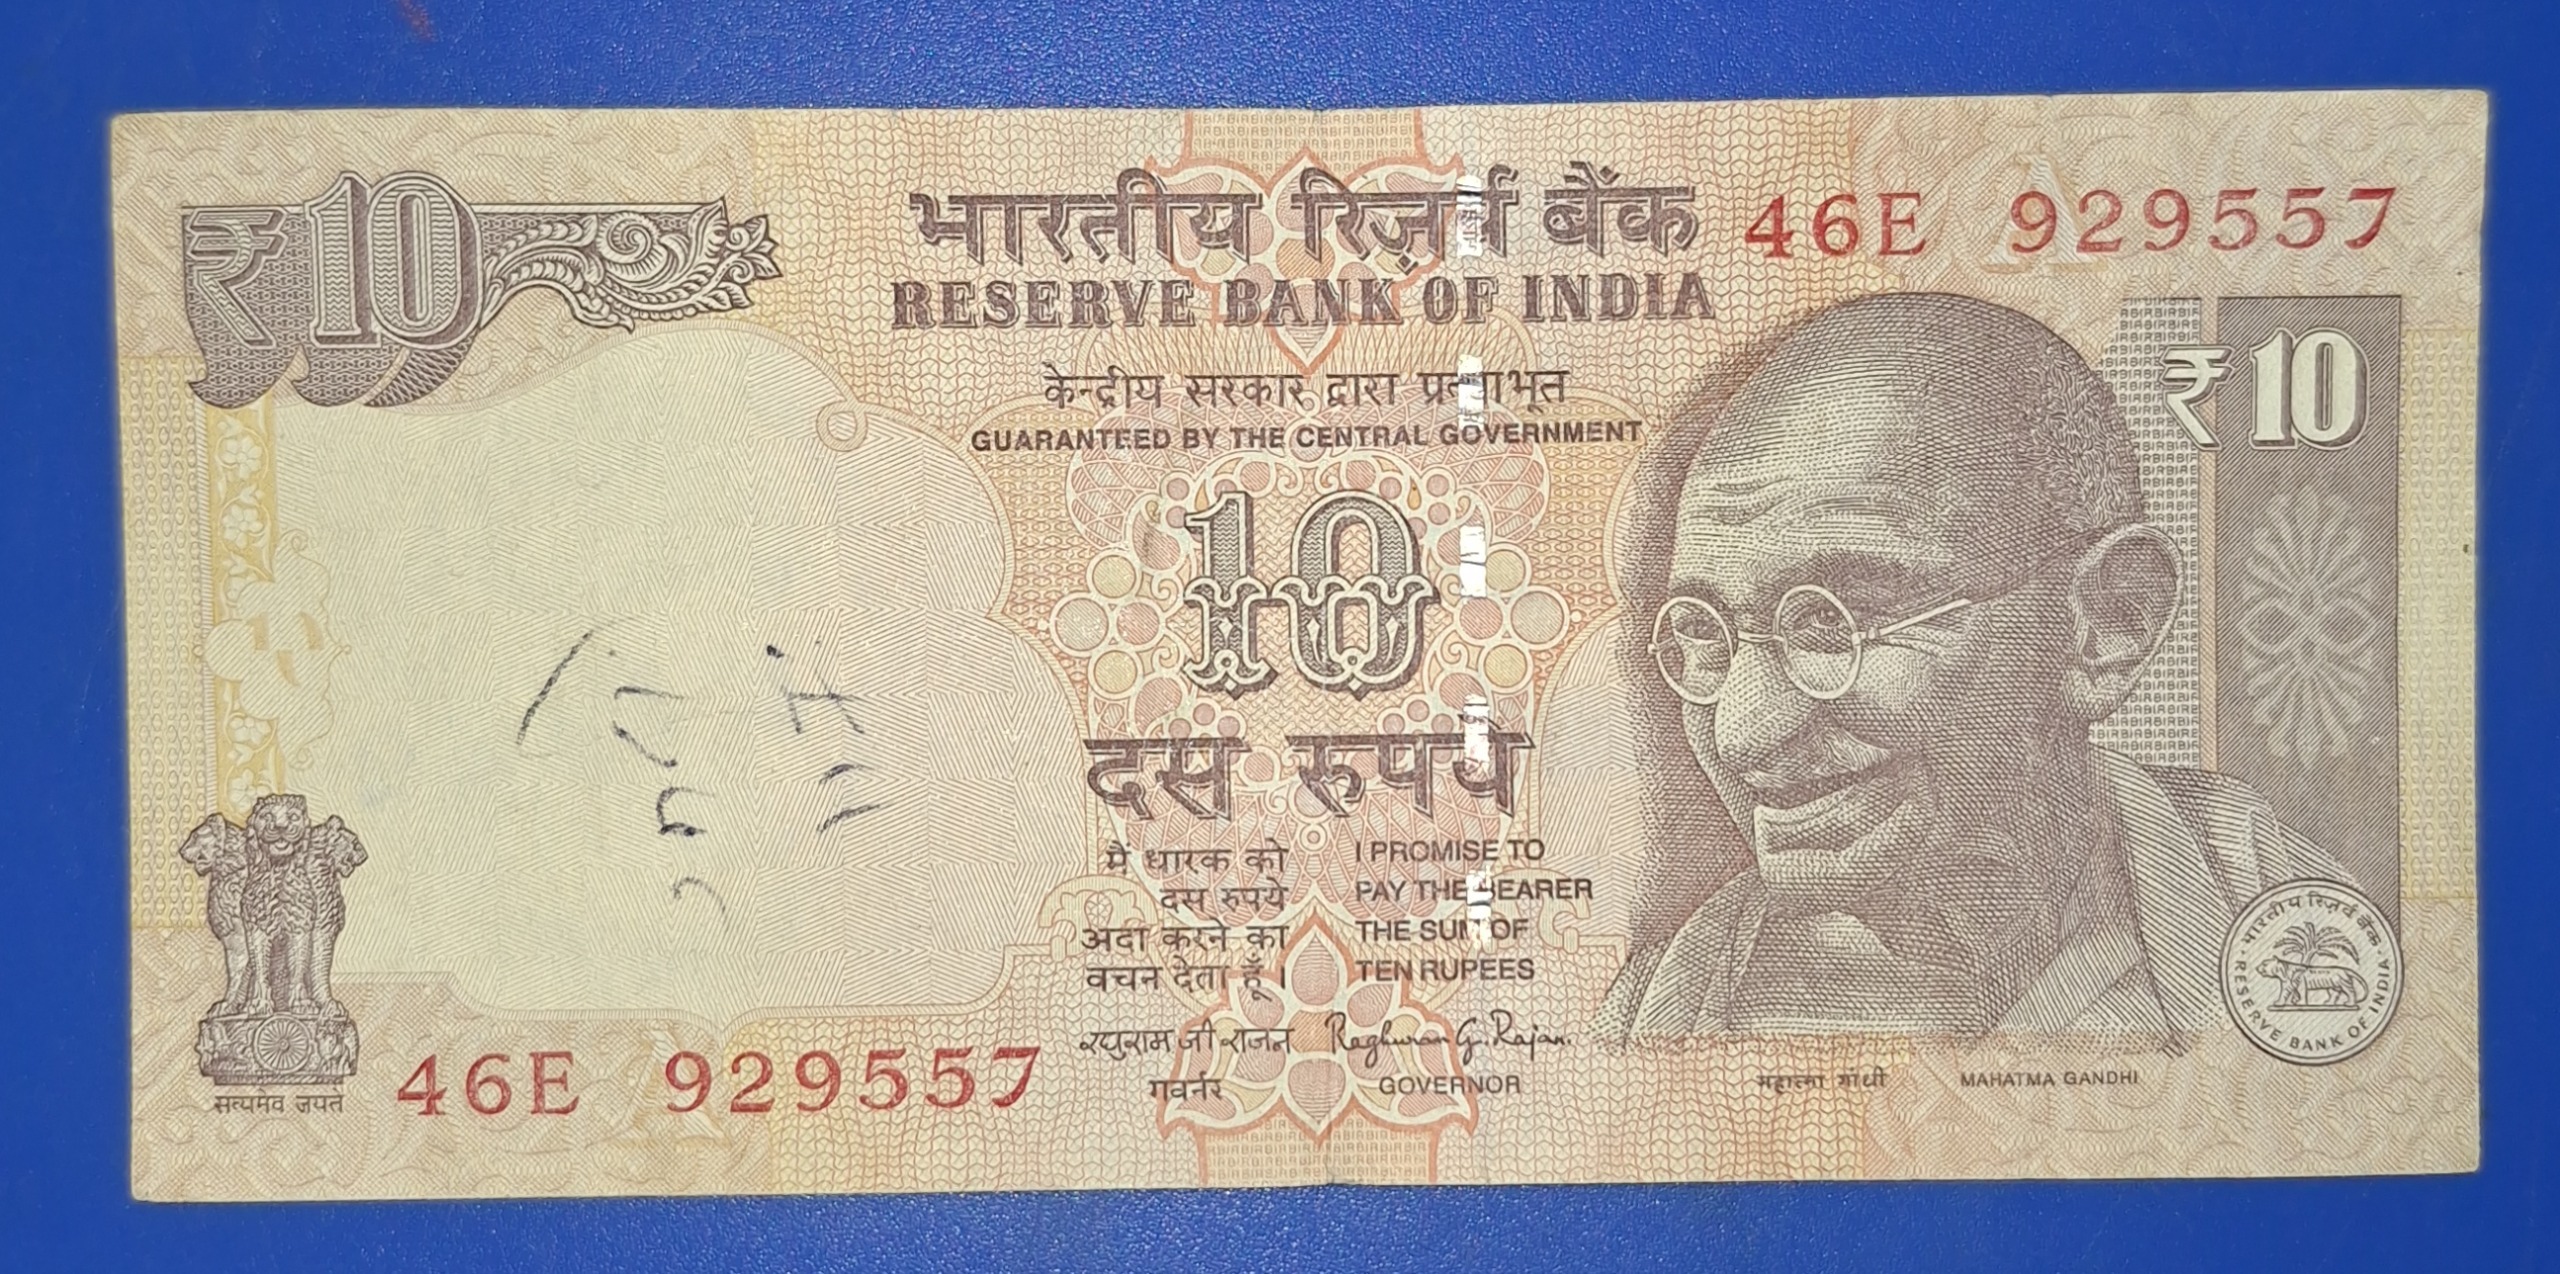 ₹10
भारतीय रिज़र्व बैंक
RESERVE BANK OF INDIA
46E 929557
केन्द्रीय सरकार द्वारा प्रत्याभूत
GUARANTEED BY THE CENTRAL GOVERNMENT
₹10
10
दस रुपये
मैं धारक को
दस रुपये
अदा करने का
वचन देता हूँ।
I PROMISE TO
PAY THE BEARER
THE SUM OF
TEN RUPEES
रघुराम जी राजन
Raghuram G. Rajan.
गवर्नर
GOVERNOR
सत्यमेव जयते
46E 929557
महात्मा गांधी
MAHATMA GANDHI
भारतीय रिज़र्व बैंक
RESERVE BANK OF INDIA